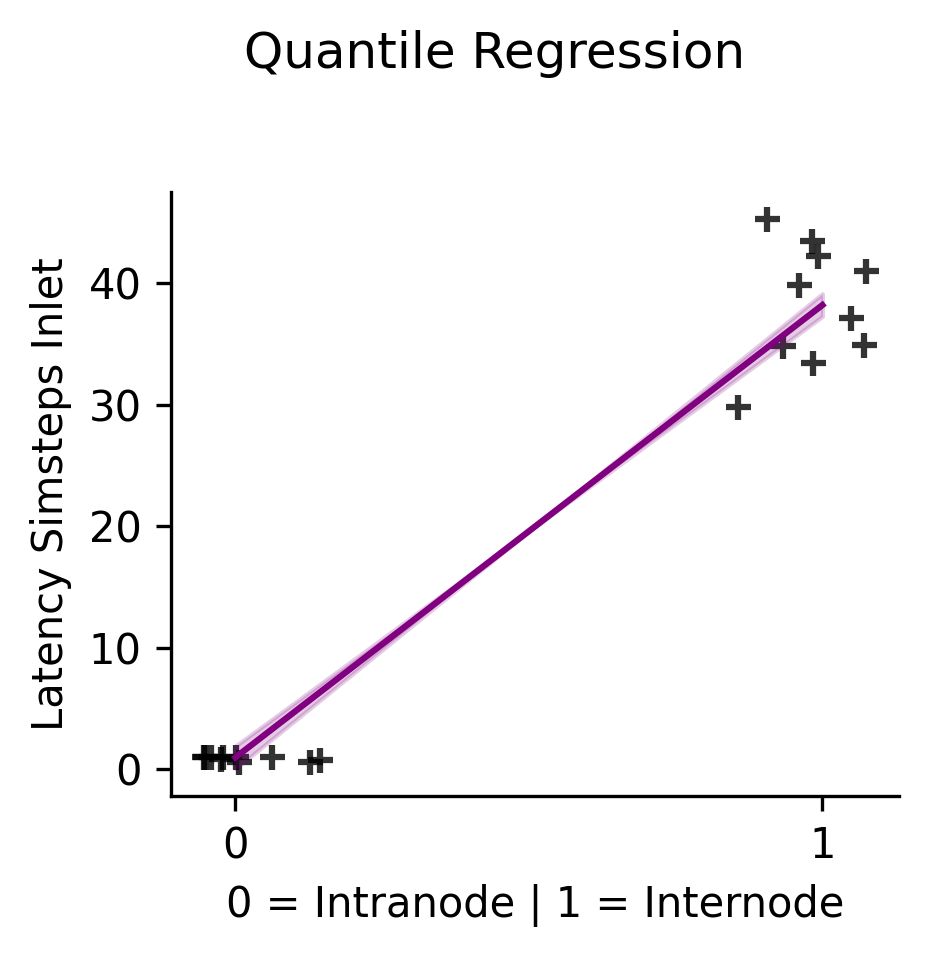 Quantile Regression
Latency Simsteps Inlet
40
30
20
10
0
0 1
0 = Intranode | 1 = Internode